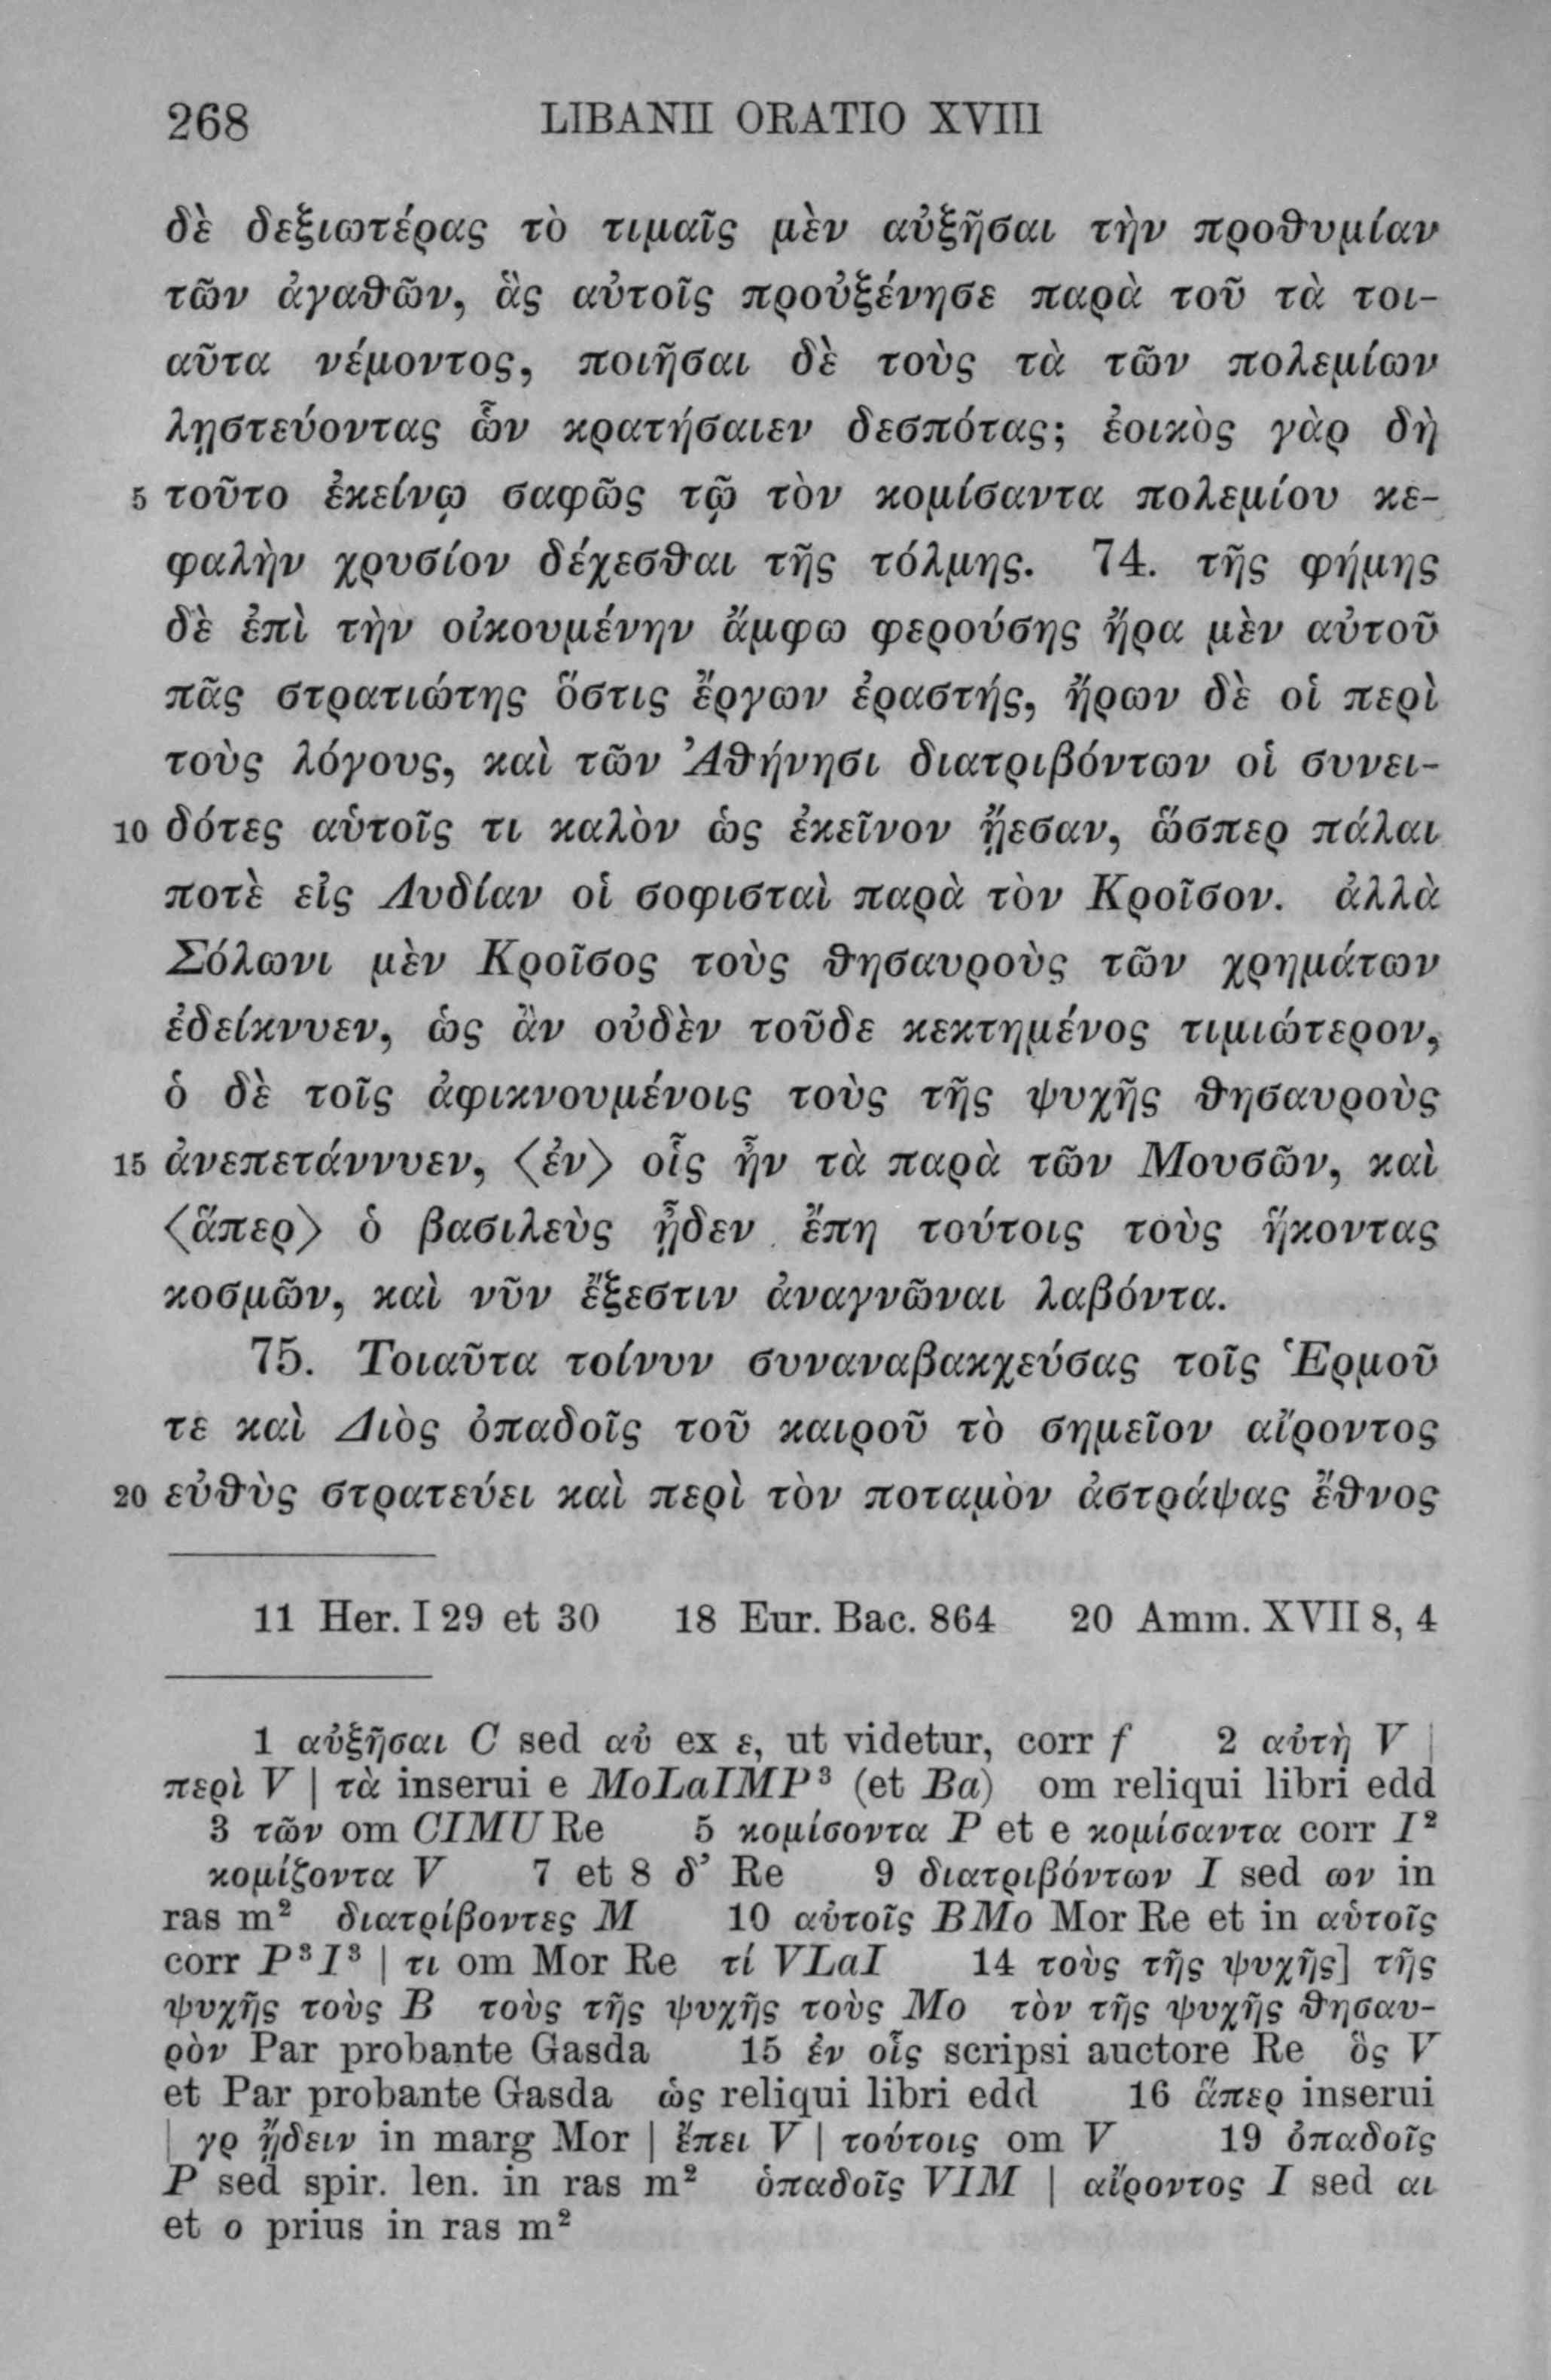 268 LIBANII ORATIO XVIII
δὲ δεξιωτέρας τὸ τιμαῖς μὲν αὐξῆσαι τὴν προθυμίαν
τῶν ἀγαθῶν, ἃς αὐτοῖς προὐξένησε παρὰ τοῦ τὰ τοι-
αῦτα νέμοντος, ποιῆσαι δὲ τοὺς τὰ τῶν πολεμίων
λῃστεύοντας ὧν κρατήσαιεν δεσπότας; ἐοικὸς γὰρ δὴ
5 τοῦτο ἐκείνῳ σαφῶς τῷ τὸν κομίσαντα πολεμίου κε-
φαλὴν χρυσίον δέχεσθαι τῆς τόλμης. 74. τῆς φήμης
δὲ ἐπὶ τὴν οἰκουμένην ἄμφω φερούσης ἤρα μὲν αὐτοῦ
πᾶς στρατιώτης ὅστις ἔργων ἐραστής, ἤρων δὲ οἱ περὶ
τοὺς λόγους, καὶ τῶν Ἀθήνησι διατριβόντων οἱ συνει-
10 δότες αὑτοῖς τι καλὸν ὡς ἐκεῖνον ᾔεσαν, ὥσπερ πάλαι
ποτὲ εἰς Λυδίαν οἱ σοφισταὶ παρὰ τὸν Κροῖσον. ἀλλὰ
Σόλωνι μὲν Κροῖσος τοὺς θησαυροὺς τῶν χρημάτων
ἐδείκνυεν, ὡς ἂν οὐδὲν τοῦδε κεκτημένος τιμιώτερον,
ὁ δὲ τοῖς ἀφικνουμένοις τοὺς τῆς ψυχῆς θησαυροὺς
15 ἀνεπετάννυεν, ⟨ἐν⟩ οἷς ἦν τὰ παρὰ τῶν Μουσῶν, καὶ
⟨ἅπερ⟩ ὁ βασιλεὺς ᾖδεν ἔπη τούτοις τοὺς ἥκοντας
κοσμῶν, καὶ νῦν ἔξεστιν ἀναγνῶναι λαβόντα.
75. Τοιαῦτα τοίνυν συναναβακχεύσας τοῖς Ἑρμοῦ
τε καὶ Διὸς ὀπαδοῖς τοῦ καιροῦ τὸ σημεῖον αἴροντος
20 εὐθὺς στρατεύει καὶ περὶ τὸν ποταμὸν ἀστράψας ἔθνος
11 Her. I 29 et 30 18 Eur. Bac. 864 20 Amm. XVII 8, 4
1 αὐξῆσαι C sed αὐ ex ε, ut videtur, corr f 2 αὐτὴ V |
περὶ V | τὰ inserui e MoLaIMP³ (et Ba) om reliqui libri edd
3 τῶν om CIMU Re 5 κομίσοντα P et e κομίσαντα corr I²
κομίζοντα V 7 et 8 δ’ Re 9 διατριβόντων I sed ων in
ras m² διατρίβοντες M 10 αὐτοῖς BMo Mor Re et in αὑτοῖς
corr P³I³ | τι om Mor Re τί VLaI 14 τοὺς τῆς ψυχῆς] τῆς
ψυχῆς τοὺς B τοὺς τῆς ψυχῆς τοὺς Mo τὸν τῆς ψυχῆς θησαυ-
ρὸν Par probante Gasda 15 ἐν οἷς scripsi auctore Re ὃς V
et Par probante Gasda ὡς reliqui libri edd 16 ἅπερ inserui
| γρ ᾔδειν in marg Mor | ἔπει V | τούτοις om V 19 ὀπαδοῖς
P sed spir. len. in ras m² ὁπαδοῖς VIM | αἴροντος I sed αι
et ο prius in ras m²